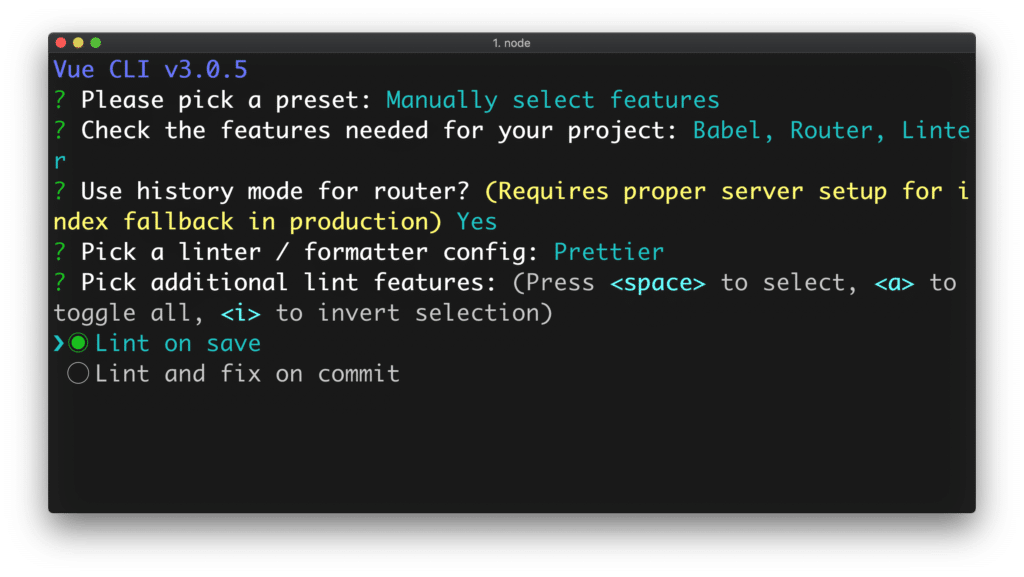 1. node
Vue CLI v3.0.5
? Please pick a preset: Manually select features
? Check the features needed for your project: Babel, Router, Linte
r
? Use history mode for router? (Requires proper server setup for i
ndex fallback in production) Yes
? Pick a linter / formatter config: Prettier
? Pick additional lint features: (Press <space> to select, <a> to
toggle all, <i> to invert selection)
❯◉Lint on save
◯Lint and fix on commit